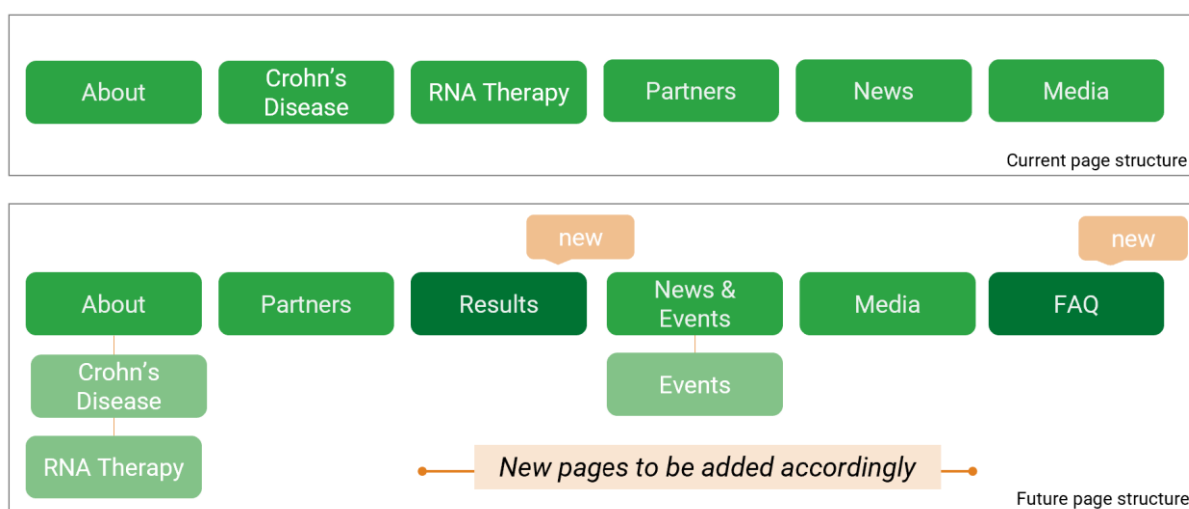 About
Crohn’s
Disease
RNA Therapy
Partners
News
Media
Current page structure
new
new
About
Partners
Results
News &
Events
Media
FAQ
Crohn’s
Disease
Events
RNA Therapy
New pages to be added accordingly
Future page structure